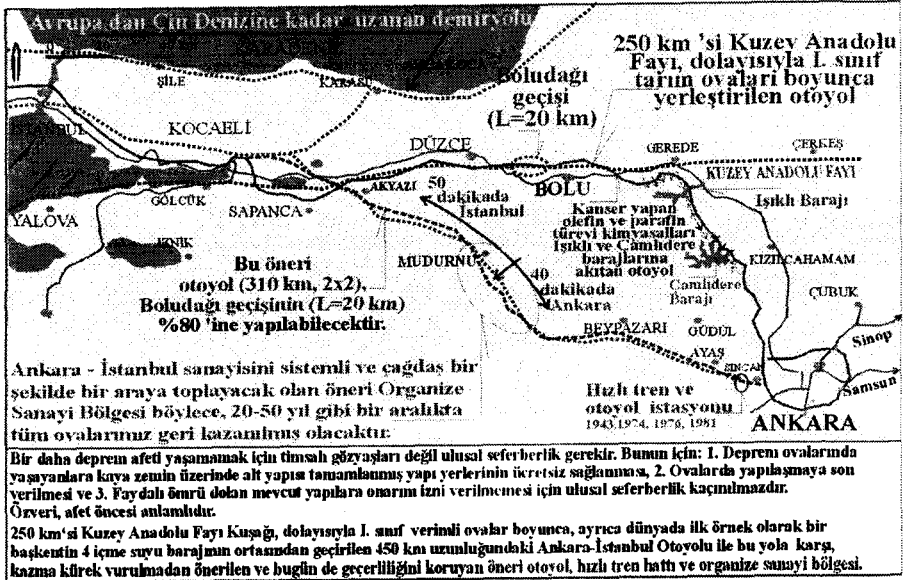 Avrupa'dan Çin Denizine kadar uzanan demiryolu
KARADENİZ
ŞİLE
KARASU
Boludağı
geçişi
(L=20 km)
250 km 'si Kuzey Anadolu
Fayı, dolayısıyla I. sınıf
tarım ovaları boyunca
yerleştirilen otoyol
İSTANBUL
KOCAELİ
DÜZCE
GEREDE
ÇERKEŞ
KUZEY ANADOLU FAYI
YALOVA
GÖLCÜK
SAPANCA
AKYAZI
BOLU
50
dakikada
İstanbul
Işıklı Barajı
İZNİK
Kanser yapan
olefin ve parafin
türevi kimyasalları
Işıklı ve Çamlıdere
barajlarına
akıtan otoyol
MUDURNU
KIZILCAHAMAM
Çamlıdere
Barajı
Bu öneri
otoyol (310 km, 2x2),
Boludağı geçişinin (L=20 km)
%80 'ine yapılabilecektir.
40
dakikada
Ankara
ÇUBUK
BEYPAZARI
GÜDÜL
AYAŞ
SİNCAN
Sinop
Samsun
ANKARA
Hızlı tren ve
otoyol istasyonu
1943,1974, 1976, 1981
Ankara - İstanbul sanayisini sistemli ve çağdaş bir
şekilde bir araya toplayacak olan öneri Organize
Sanayi Bölgesi böylece, 20-50 yıl gibi bir aralıkta
tüm ovalarımız geri kazanılmış olacaktır.
Bir daha deprem afeti yaşamamak için timsah gözyaşları değil ulusal seferberlik gerekir. Bunun için: 1. Deprem ovalarında
yaşayanlara kaya zemin üzerinde alt yapısı tamamlanmış yapı yerlerinin ücretsiz sağlanması, 2. Ovalarda yapılaşmaya son
verilmesi ve 3. Faydalı ömrü dolan mevcut yapılara onarım izni verilmemesi için ulusal seferberlik kaçınılmazdır.
Özveri, afet öncesi anlamlıdır.
250 km'si Kuzey Anadolu Fayı Kuşağı, dolayısıyla I. sınıf verimli ovalar boyunca, ayrıca dünyada ilk örnek olarak bir
başkentin 4 içme suyu barajının ortasından geçirilen 450 km uzunluğundaki Ankara-İstanbul Otoyolu ile bu yola karşı,
kazma kürek vurulmadan önerilen ve bugün de geçerliliğini koruyan öneri otoyol, hızlı tren hattı ve organize sanayi bölgesi.